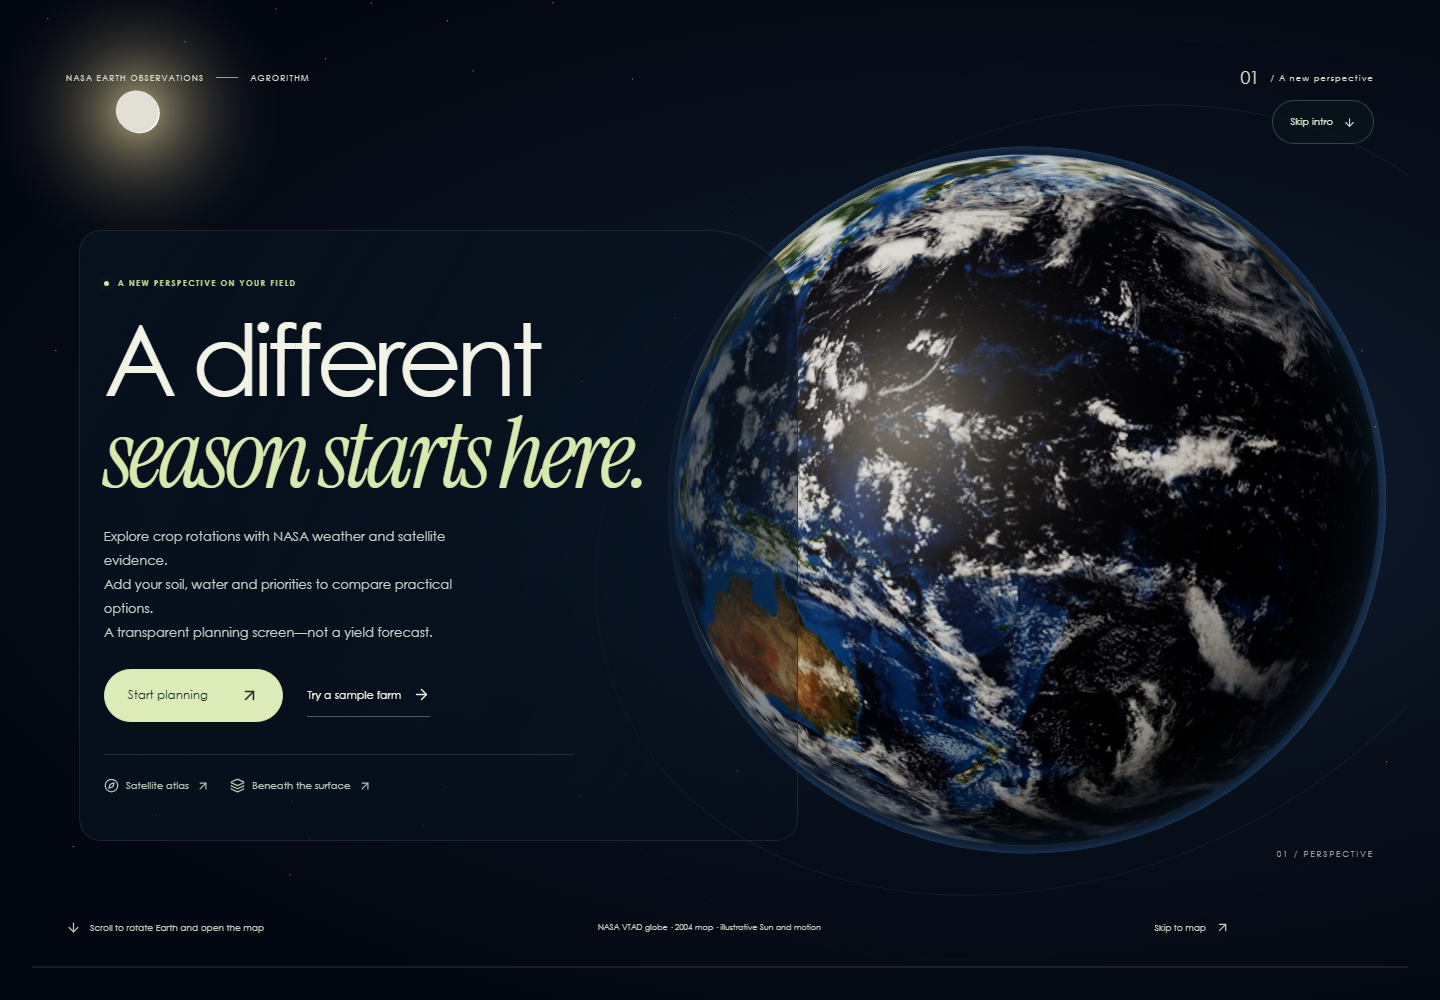 NASA EARTH OBSERVATIONS — AGRORITHM
01 / A new perspective
Skip intro
A NEW PERSPECTIVE ON YOUR FIELD
A different
season starts here.
Explore crop rotations with NASA weather and satellite
evidence.
Add your soil, water and priorities to compare practical
options.
A transparent planning screen—not a yield forecast.
Start planning
Try a sample farm
Satellite atlas
Beneath the surface
01 / PERSPECTIVE
Scroll to rotate Earth and open the map
NASA VTAD globe · 2004 map · illustrative Sun and motion
Skip to map